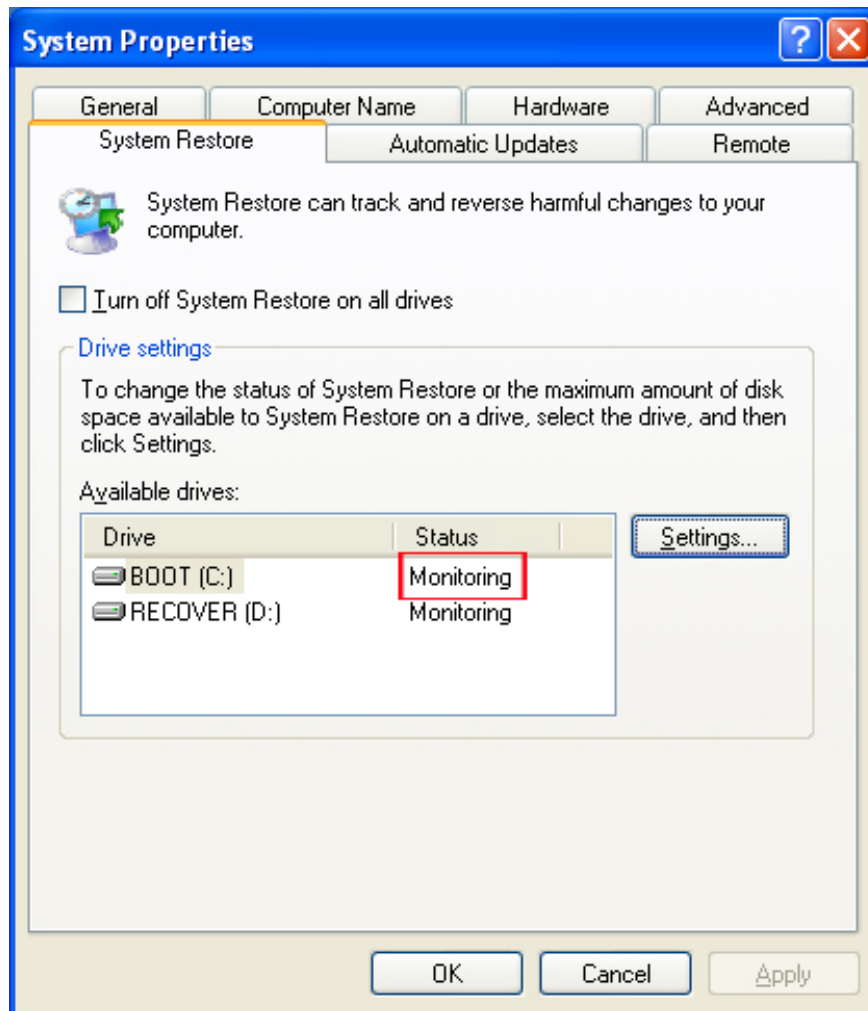 System Properties
General Computer Name Hardware Advanced
System Restore Automatic Updates Remote
System Restore can track and reverse harmful changes to your
computer.
Turn off System Restore on all drives
Drive settings
To change the status of System Restore or the maximum amount of disk
space available to System Restore on a drive, select the drive, and then
click Settings.
Available drives:
Drive Status
Settings...
BOOT (C:) Monitoring
RECOVER (D:) Monitoring
OK Cancel Apply